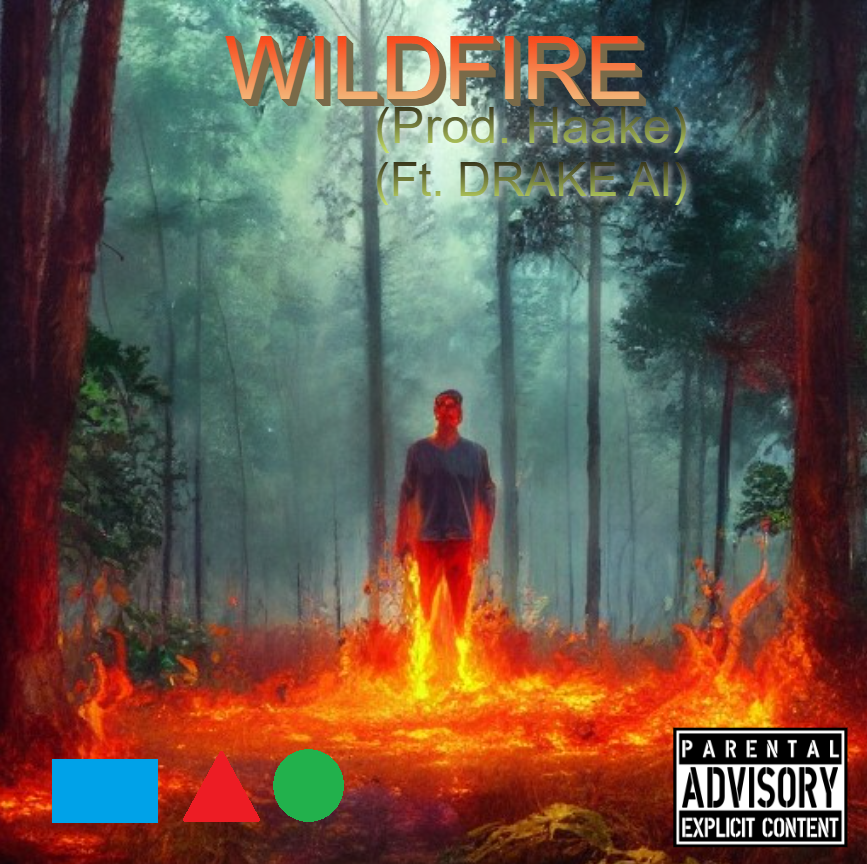 WILDFIRE
(Prod. Haake)
(Ft. DRAKE AI)
PARENTAL
ADVISORY
EXPLICIT CONTENT